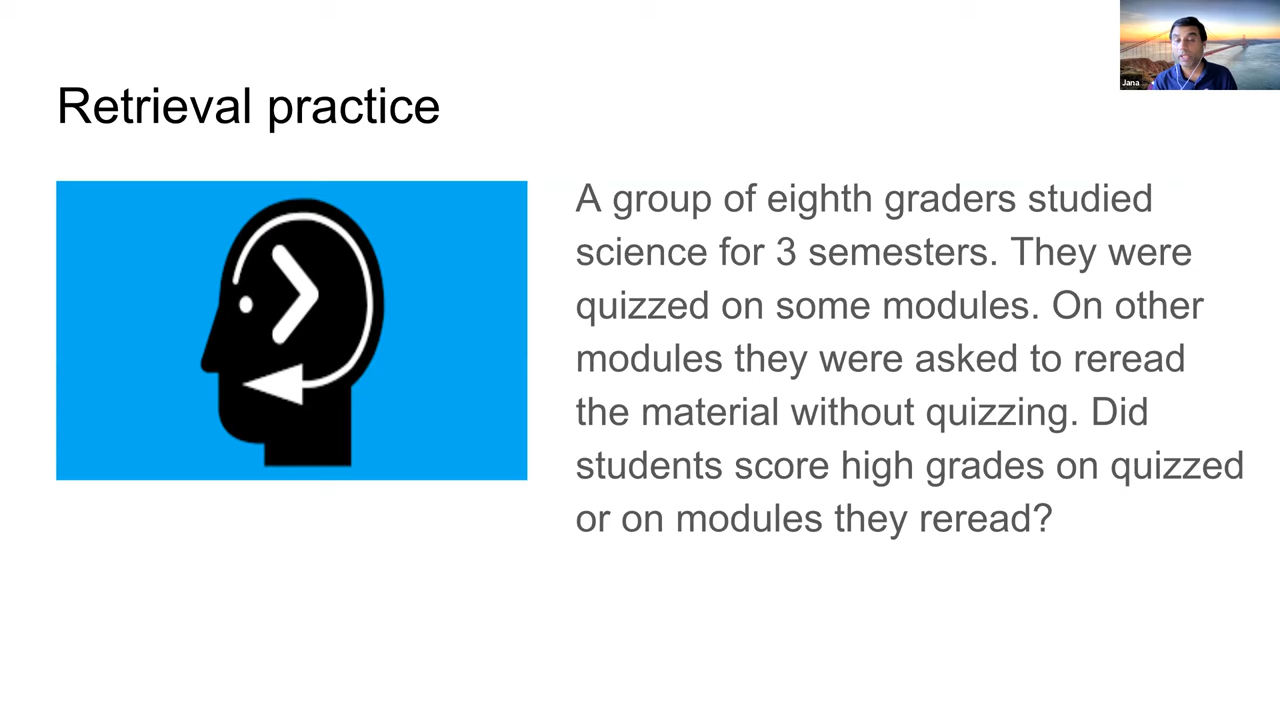 Jana
Retrieval practice
A group of eighth graders studied
science for 3 semesters. They were
quizzed on some modules. On other
modules they were asked to reread
the material without quizzing. Did
students score high grades on quizzed
or on modules they reread?